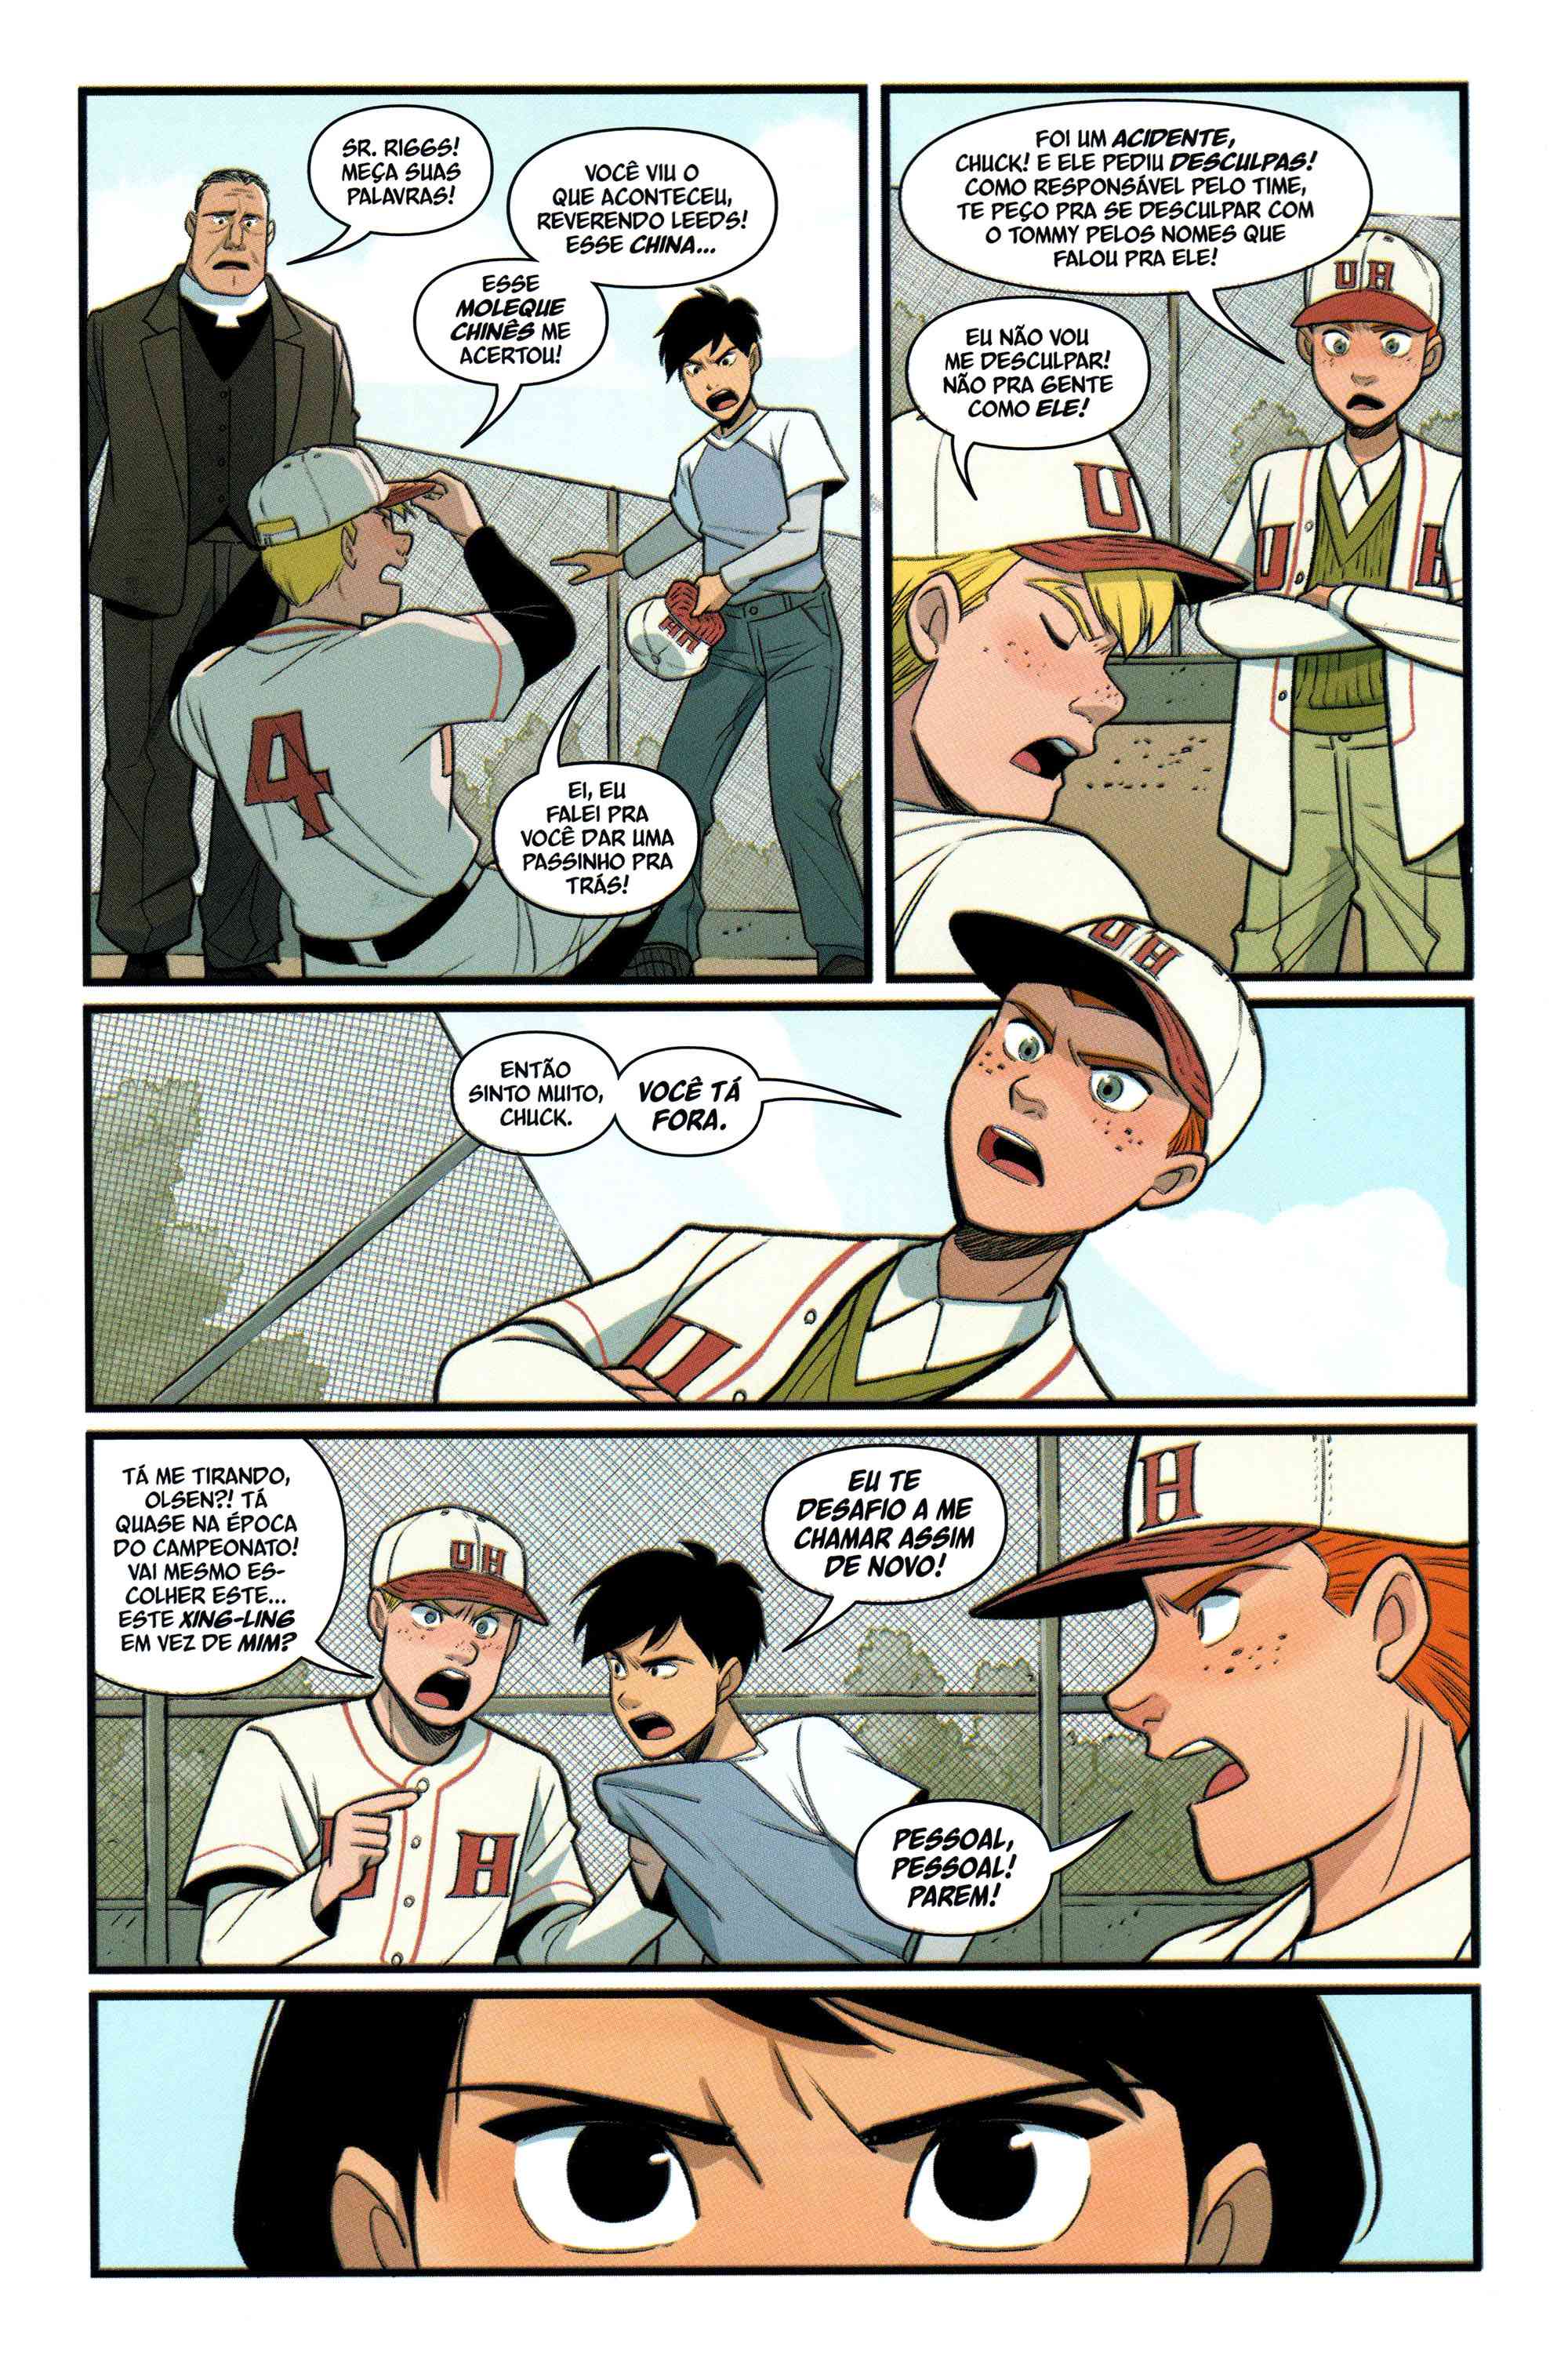 SR. RIGGS!
MEÇA SUAS
PALAVRAS!
VOCÊ VIU O
QUE ACONTECEU,
REVERENDO LEEDS!
ESSE CHINA...
ESSE
MOLEQUE
CHINÊS ME
ACERTOU!
UH
4
EI, EU
FALEI PRA
VOCÊ DAR UMA
PASSINHO PRA
TRÁS!
FOI UM ACIDENTE,
CHUCK! E ELE PEDIU DESCULPAS!
COMO RESPONSÁVEL PELO TIME,
TE PEÇO PRA SE DESCULPAR COM
O TOMMY PELOS NOMES QUE
FALOU PRA ELE!
UH
EU NÃO VOU
ME DESCULPAR!
NÃO PRA GENTE
COMO ELE!
U
U H
UH
ENTÃO
SINTO MUITO,
CHUCK.
VOCÊ TÁ
FORA.
U
TÁ ME TIRANDO,
OLSEN?! TÁ
QUASE NA ÉPOCA
DO CAMPEONATO!
VAI MESMO ES-
COLHER ESTE...
ESTE XING-LING
EM VEZ DE MIM?
EU TE
DESAFIO A ME
CHAMAR ASSIM
DE NOVO!
H
UH
U H
PESSOAL,
PESSOAL!
PAREM!